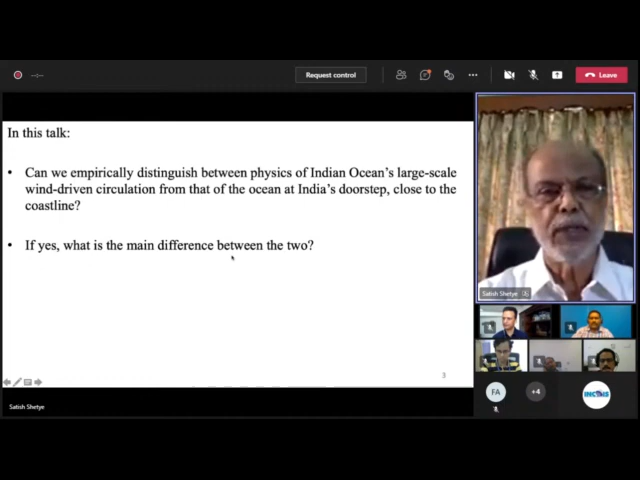 Request control
Leave
In this talk:
• Can we empirically distinguish between physics of Indian Ocean's large-scale
wind-driven circulation from that of the ocean at India's doorstep, close to the
coastline?
• If yes, what is the main difference between the two?
3
Satish Shetye
Satish Shetye
FA
+4
INCOIS